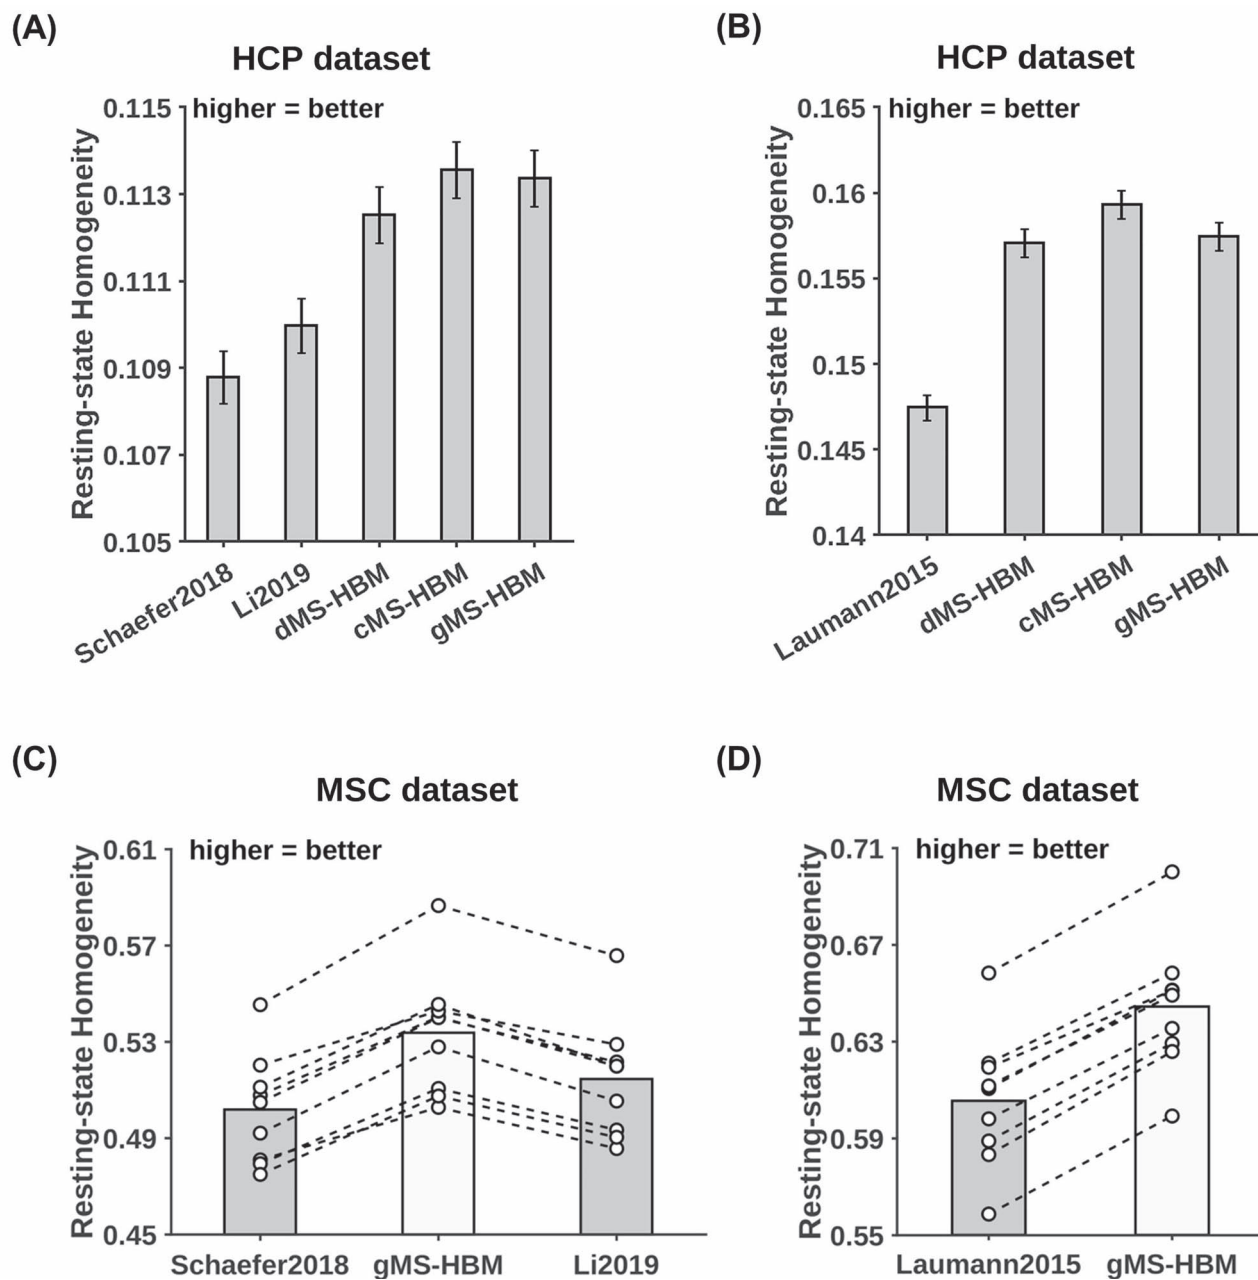 (A)
HCP dataset
higher = better
Resting-state Homogeneity
0.115
0.113
0.111
0.109
0.107
0.105
Schaefer2018
Li2019
dMS-HBM
cMS-HBM
gMS-HBM
(B)
HCP dataset
higher = better
Resting-state Homogeneity
0.165
0.16
0.155
0.15
0.145
0.14
Laumann2015
dMS-HBM
cMS-HBM
gMS-HBM
(C)
MSC dataset
higher = better
Resting-state Homogeneity
0.61
0.57
0.53
0.49
0.45
Schaefer2018
gMS-HBM
Li2019
(D)
MSC dataset
higher = better
Resting-state Homogeneity
0.71
0.67
0.63
0.59
0.55
Laumann2015
gMS-HBM